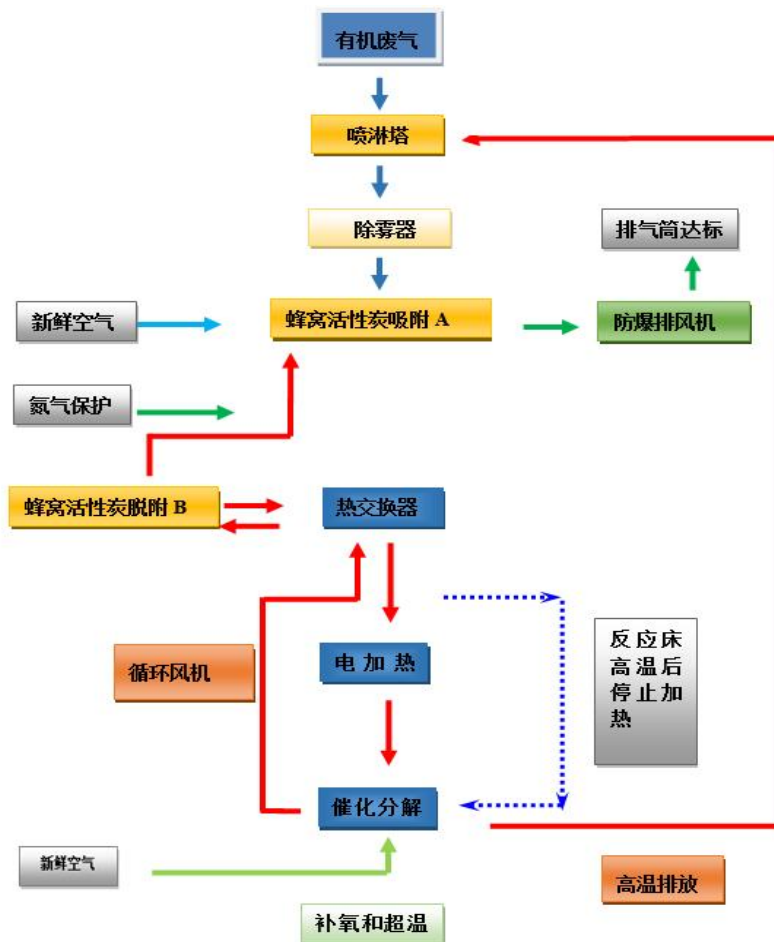 有机废气
喷淋塔
除雾器
排气筒达标
新鲜空气
蜂窝活性炭吸附 A
防爆排风机
氮气保护
蜂窝活性炭脱附 B
热交换器
循环风机
电加热
反应床
高温后
停止加
热
催化分解
新鲜空气
高温排放
补氧和超温